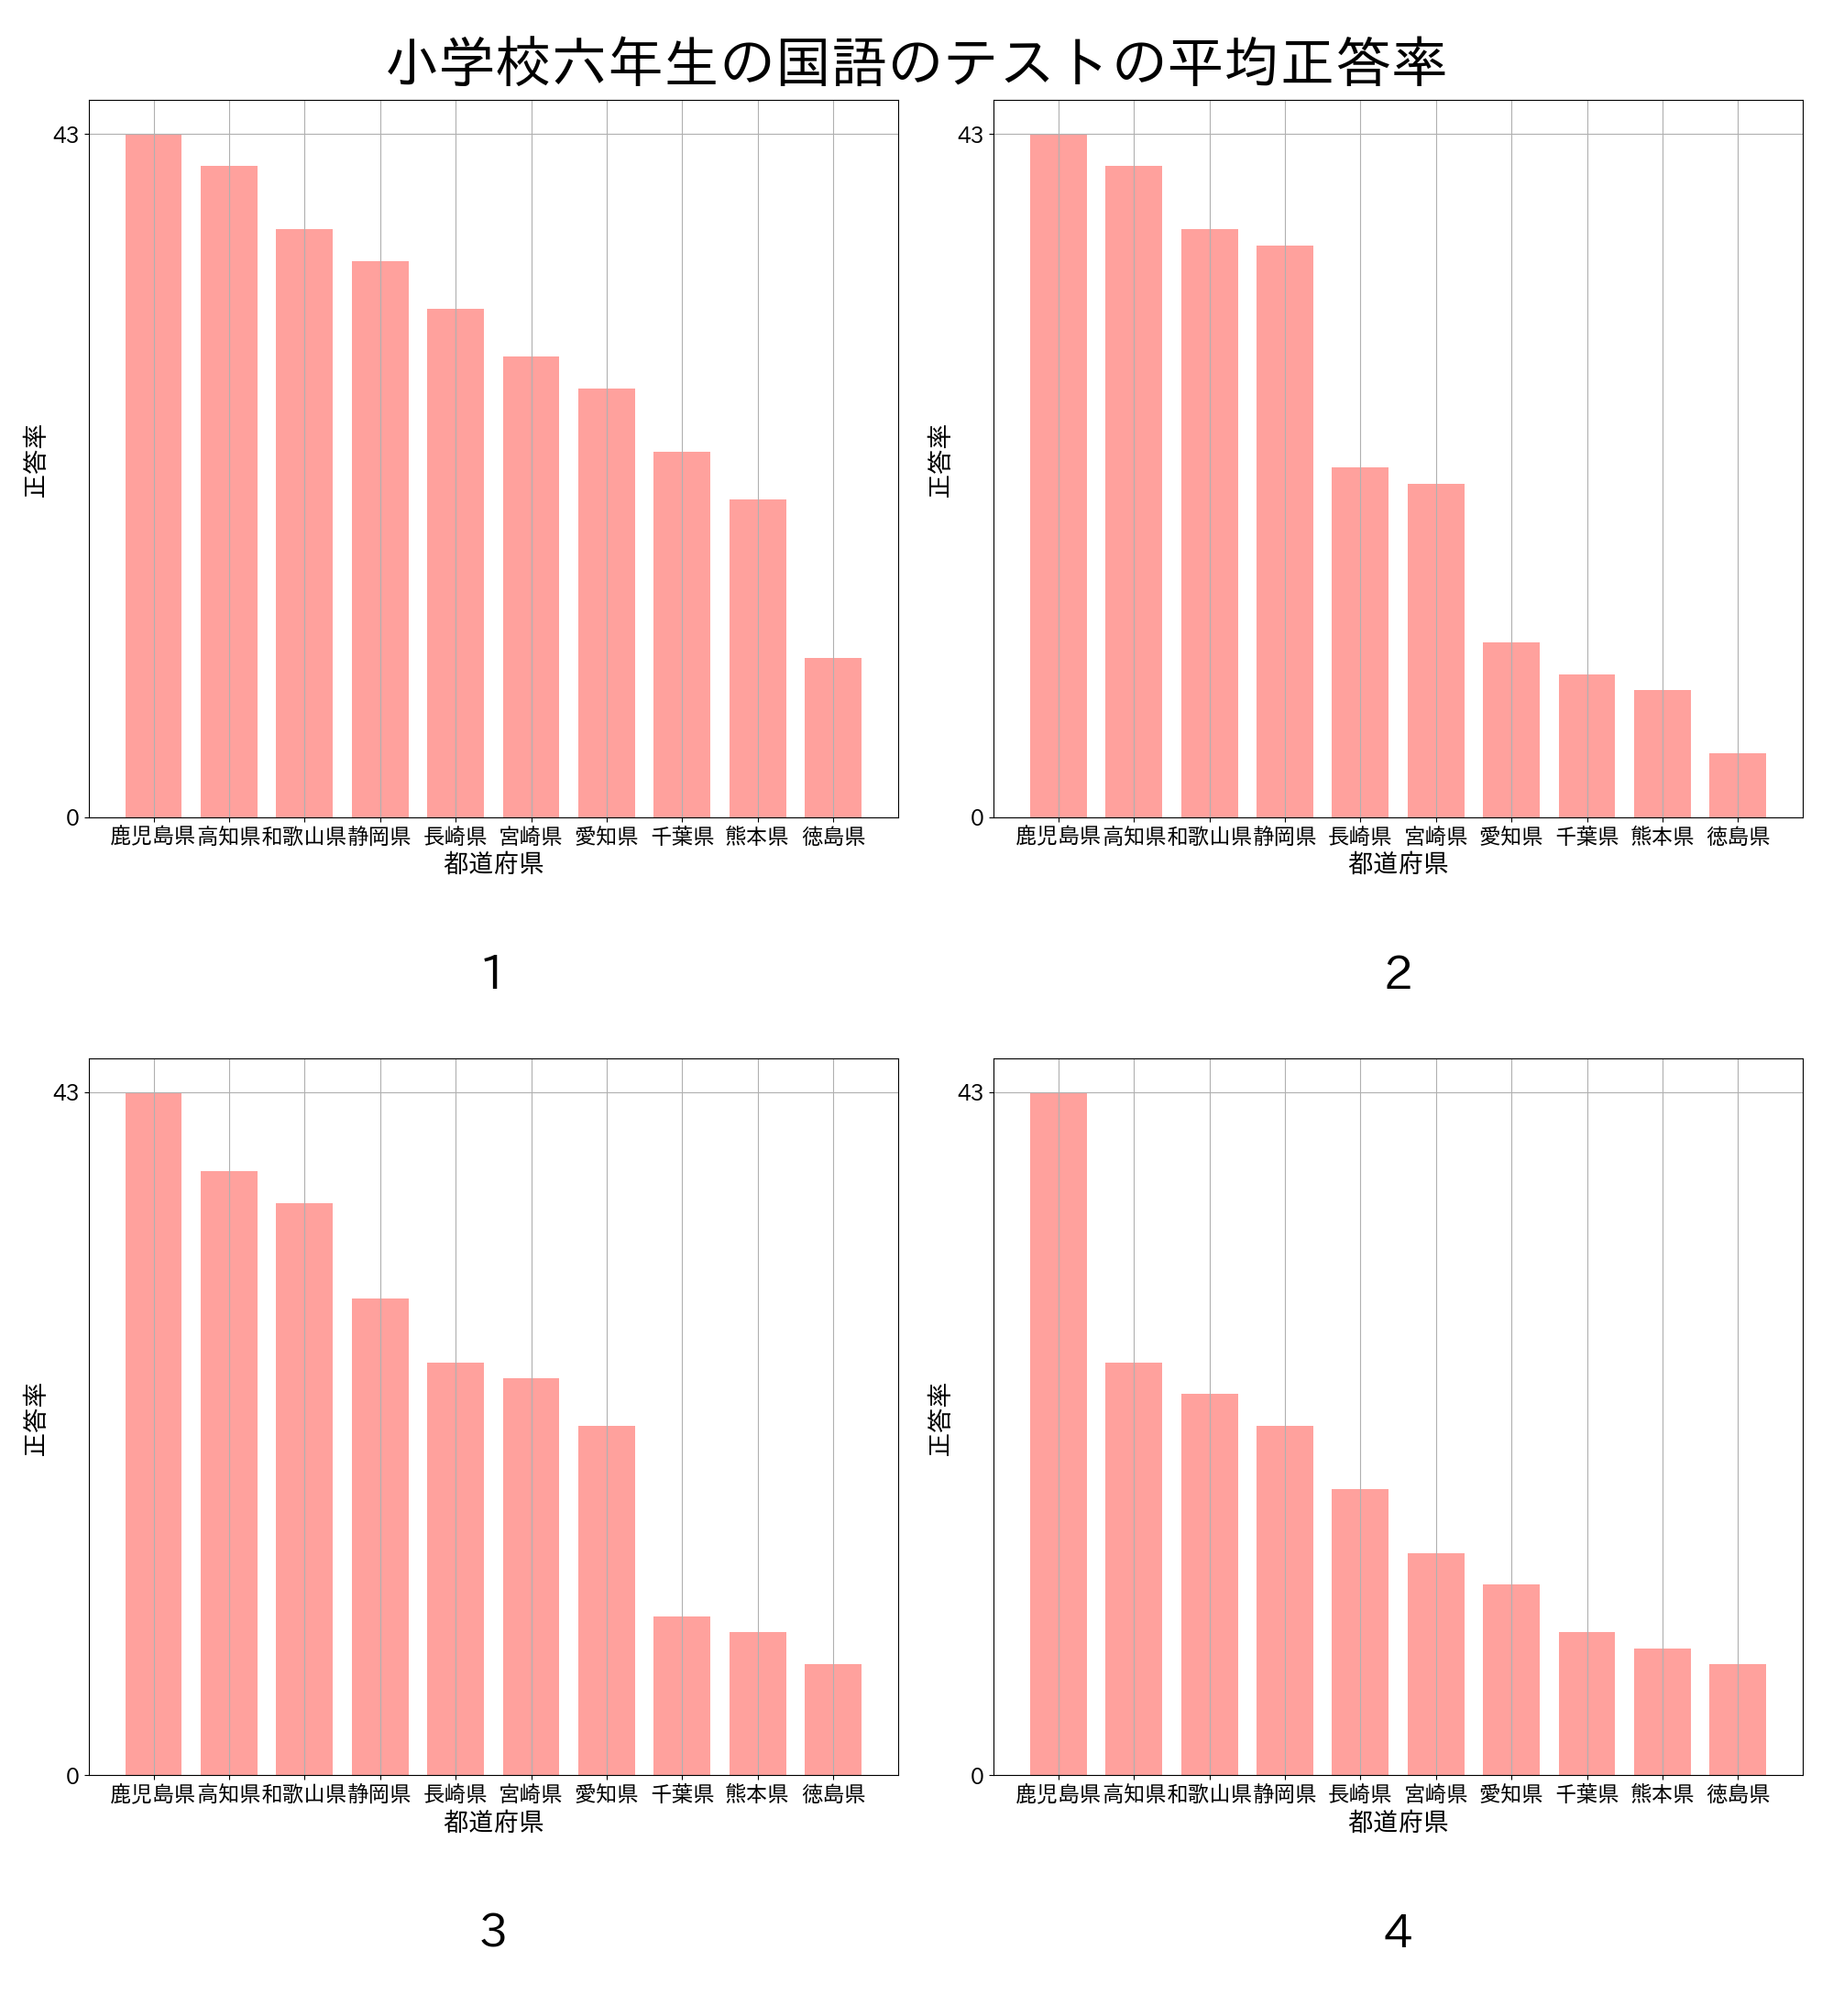 小学校六年生の国語のテストの平均正答率
43
0
正答率
鹿児島県 高知県 和歌山県 静岡県 長崎県 宮崎県 愛知県 千葉県 熊本県 徳島県
都道府県
1
43
0
正答率
鹿児島県 高知県 和歌山県 静岡県 長崎県 宮崎県 愛知県 千葉県 熊本県 徳島県
都道府県
2
43
0
正答率
鹿児島県 高知県 和歌山県 静岡県 長崎県 宮崎県 愛知県 千葉県 熊本県 徳島県
都道府県
3
43
0
正答率
鹿児島県 高知県 和歌山県 静岡県 長崎県 宮崎県 愛知県 千葉県 熊本県 徳島県
都道府県
4